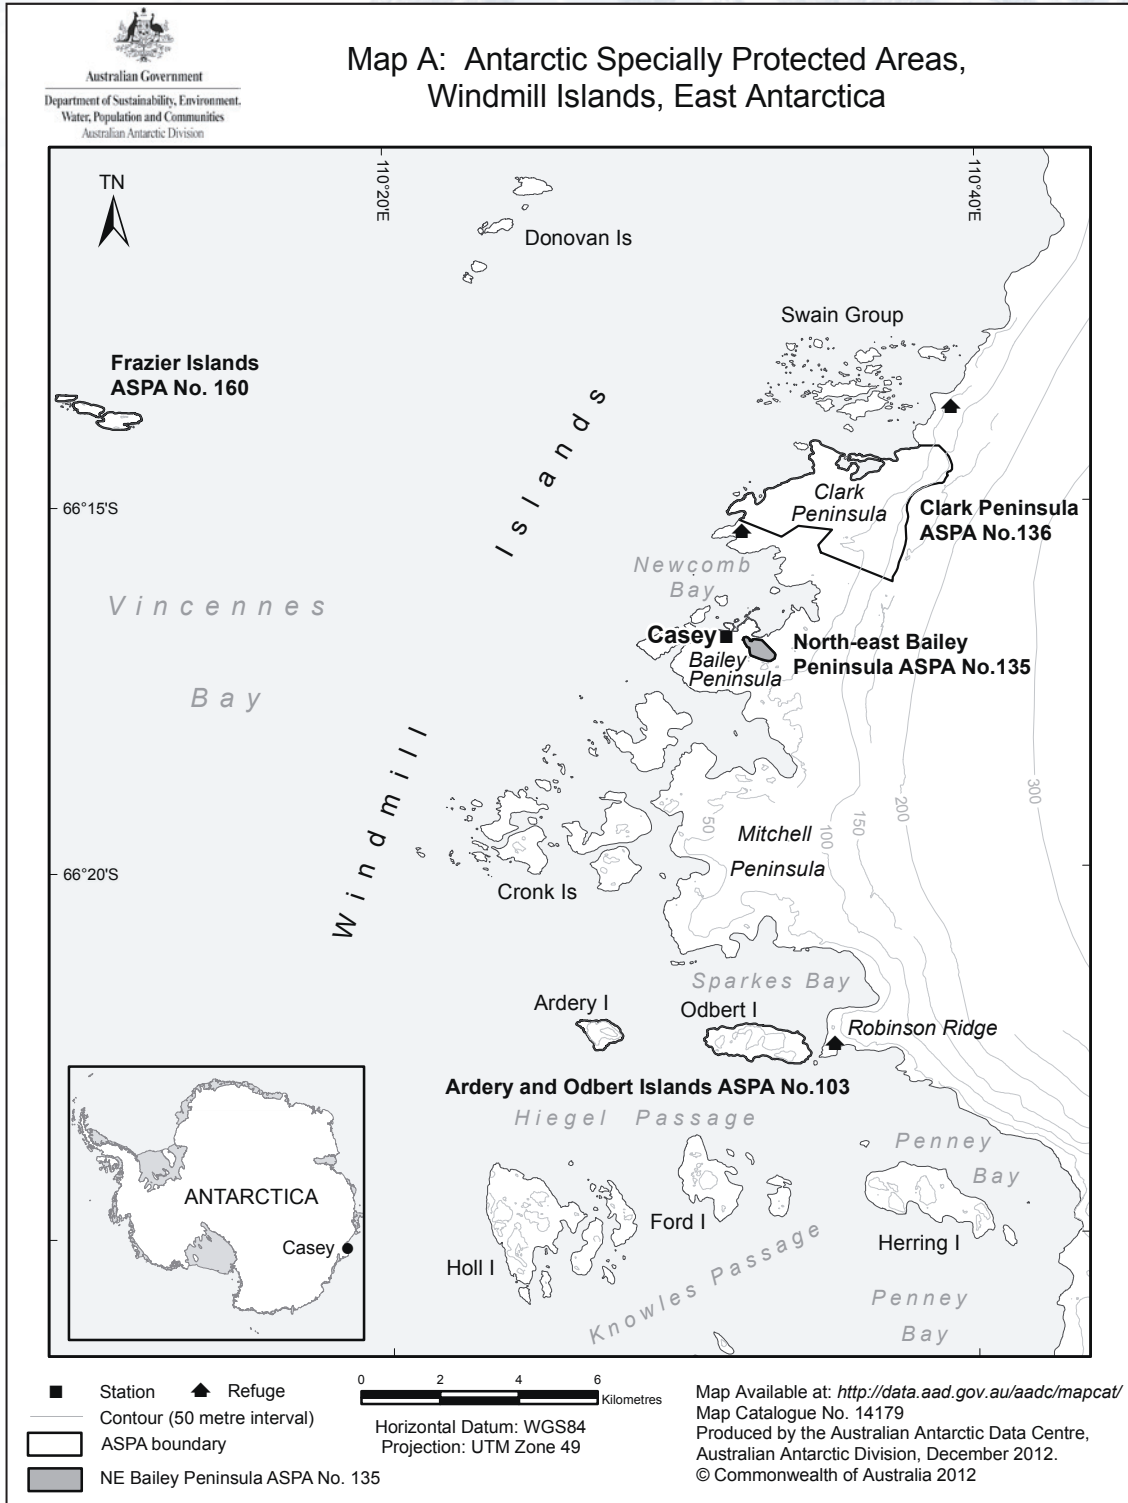 Australian Government
Department of Sustainability, Environment,
Water, Population and Communities
Australian Antarctic Division
Map A: Antarctic Specially Protected Areas,
Windmill Islands, East Antarctica
TN
110°20'E
110°40'E
Donovan Is
Swain Group
Frazier Islands
ASPA No. 160
Islands
66°15'S
Clark
Peninsula
Clark Peninsula
ASPA No.136
Newcomb
Bay
Vincennes
Bay
Casey
Bailey
Peninsula
North-east Bailey
Peninsula ASPA No.135
Windmill
300
200
150
100
50
Mitchell
Peninsula
66°20'S
Cronk Is
Sparkes Bay
Ardery I
Odbert I
Robinson Ridge
Ardery and Odbert Islands ASPA No.103
Hiegel Passage
Penney
Bay
ANTARCTICA
Casey
Ford I
Herring I
Holl I
Knowles Passage
Penney
Bay
Station
Refuge
Contour (50 metre interval)
ASPA boundary
NE Bailey Peninsula ASPA No. 135
0 2 4 6
Kilometres
Horizontal Datum: WGS84
Projection: UTM Zone 49
Map Available at: http://data.aad.gov.au/aadc/mapcat/
Map Catalogue No. 14179
Produced by the Australian Antarctic Data Centre,
Australian Antarctic Division, December 2012.
© Commonwealth of Australia 2012